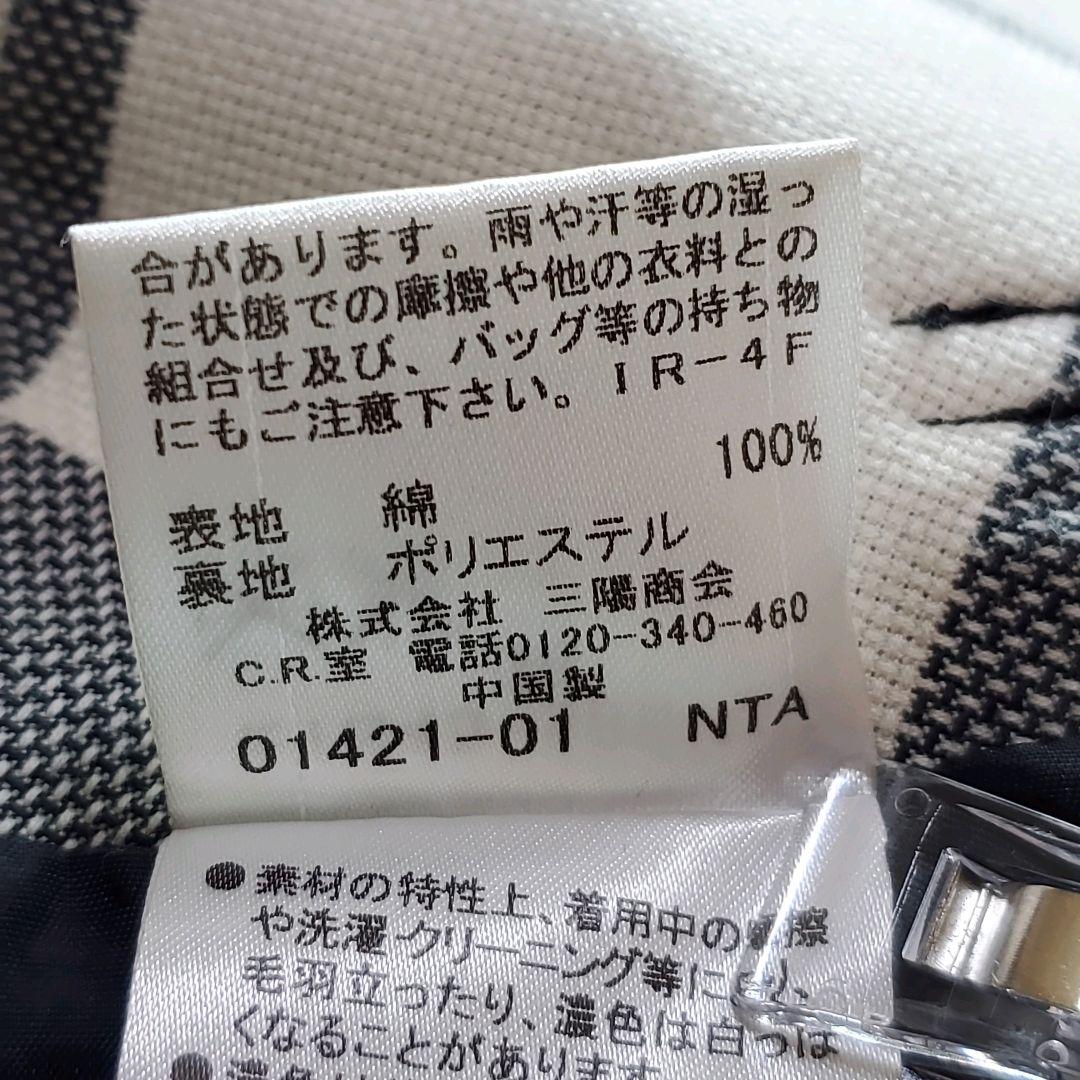 合があります。雨や汗等の湿っ
た状態での摩擦や他の衣料との
組合せ及び、バッグ等の持ち物
にもご注意下さい。IR-4F
表地 綿 100%
裏地 ポリエステル
株式会社 三陽商会
C.R.室 電話0120-340-460
中国製
01421-01 NTA
●素材の特性上、着用中の摩擦
や洗濯・クリーニング等により、
毛羽立ったり、濃色は白っぽ
くなることがあります
●濃色